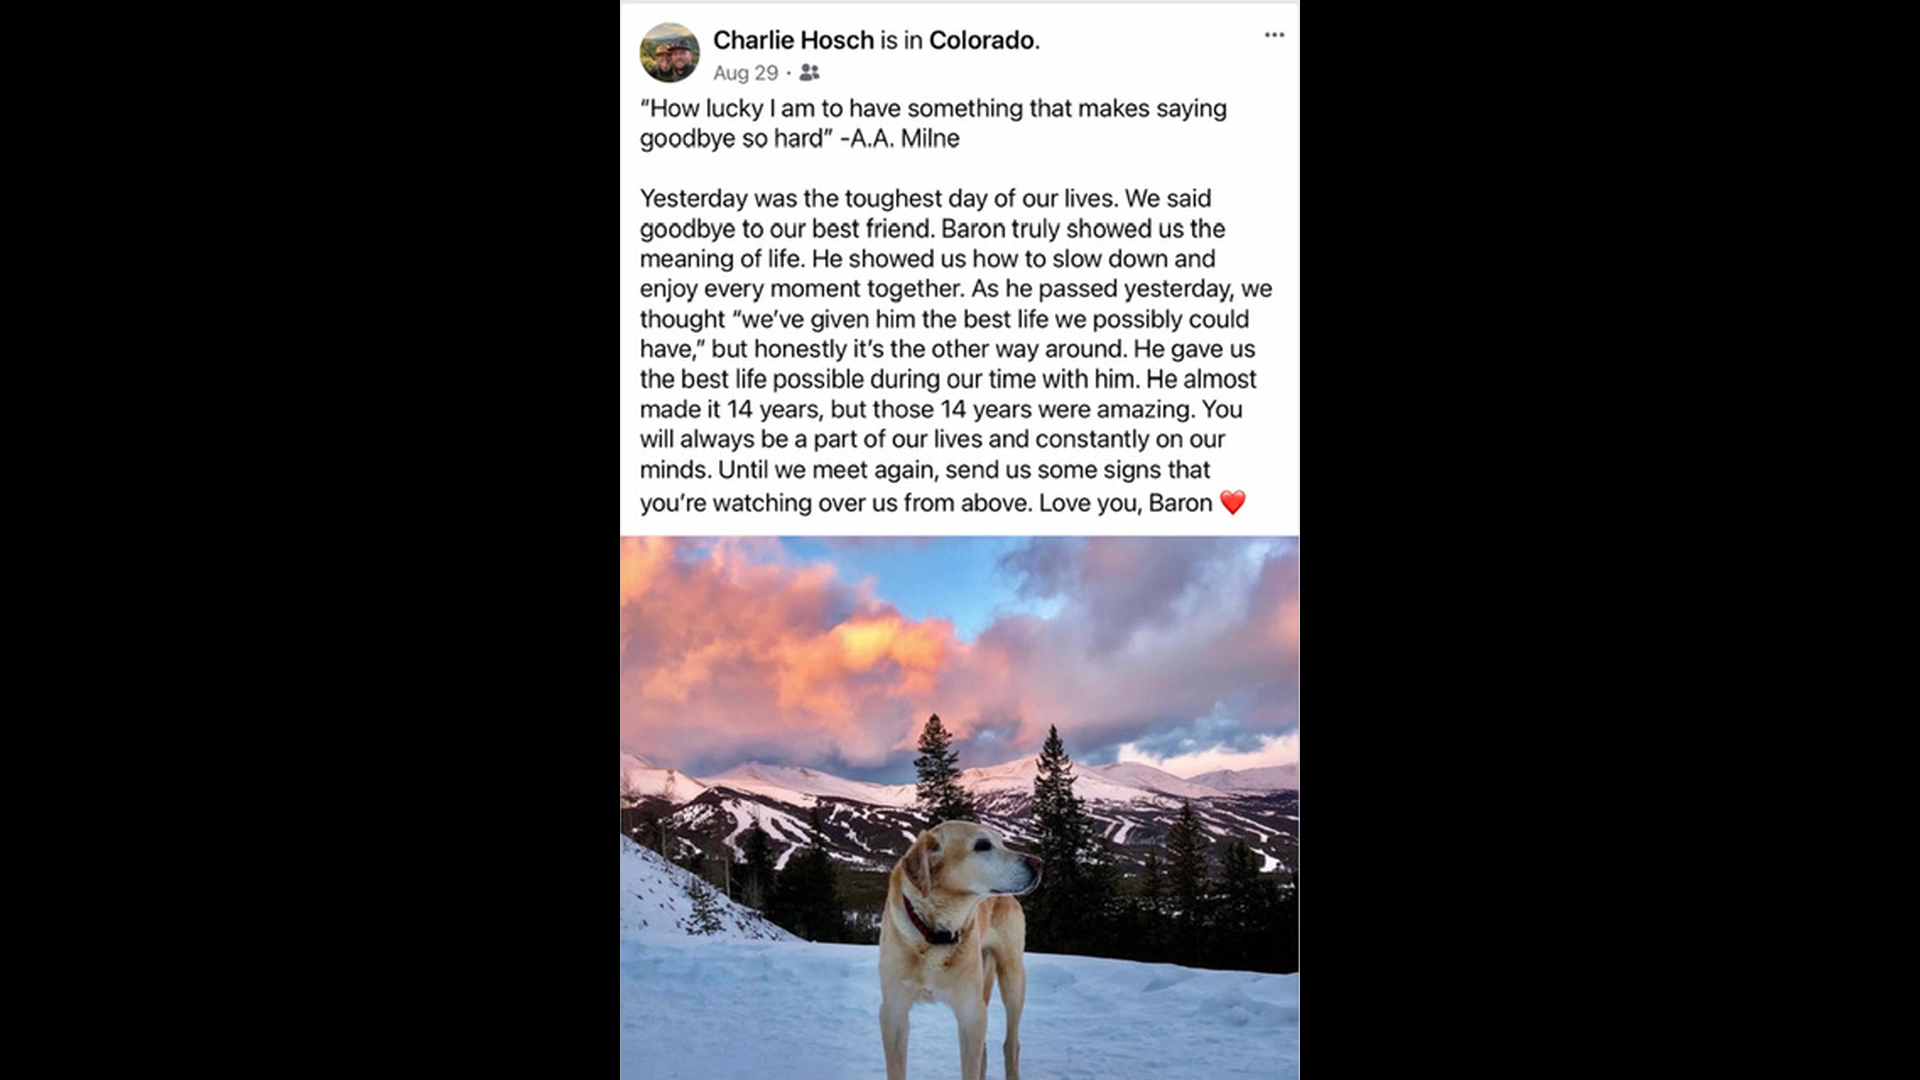 Charlie Hosch is in Colorado.
Aug 29 ·
“How lucky I am to have something that makes saying
goodbye so hard” -A.A. Milne
Yesterday was the toughest day of our lives. We said
goodbye to our best friend. Baron truly showed us the
meaning of life. He showed us how to slow down and
enjoy every moment together. As he passed yesterday, we
thought “we’ve given him the best life we possibly could
have,” but honestly it’s the other way around. He gave us
the best life possible during our time with him. He almost
made it 14 years, but those 14 years were amazing. You
will always be a part of our lives and constantly on our
minds. Until we meet again, send us some signs that
you’re watching over us from above. Love you, Baron ❤️